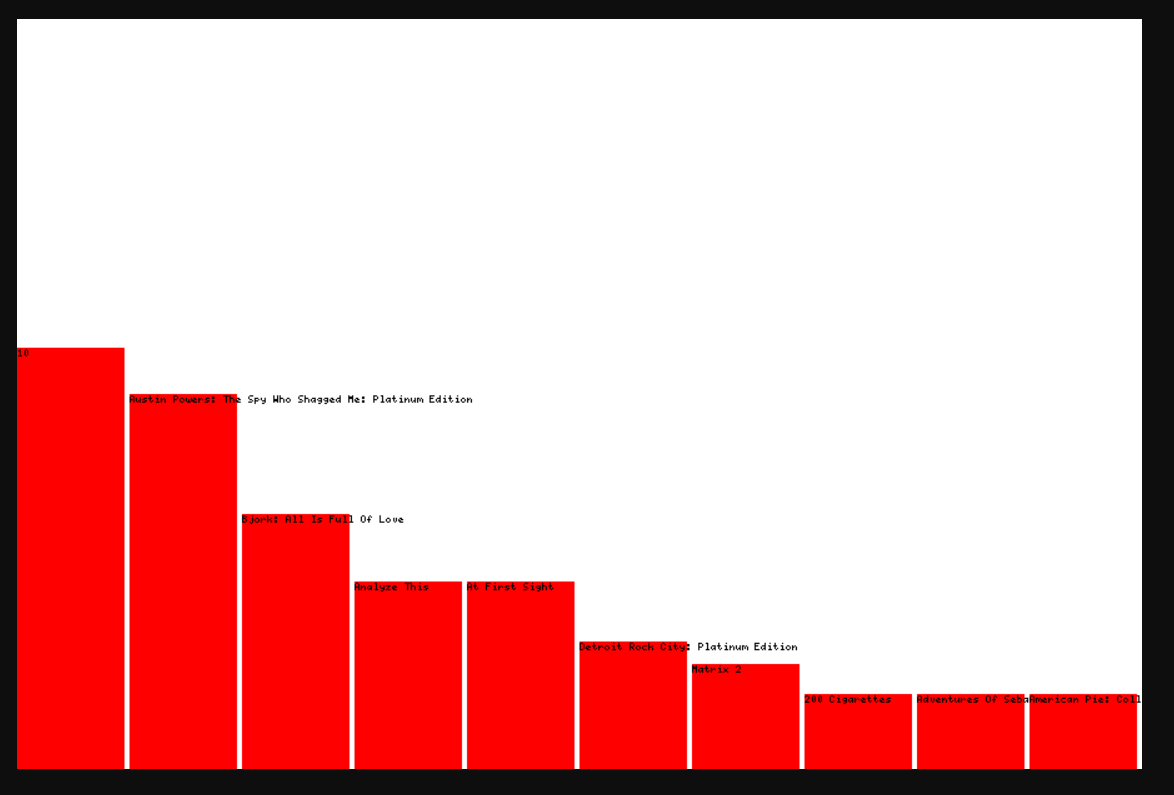 10
Austin Powers: The Spy Who Shagged Me: Platinum Edition
Bjork: All Is Full Of Love
Analyze This
At First Sight
Detroit Rock City: Platinum Edition
Matrix 2
200 Cigarettes
Adventures Of Seba
American Pie: Coll